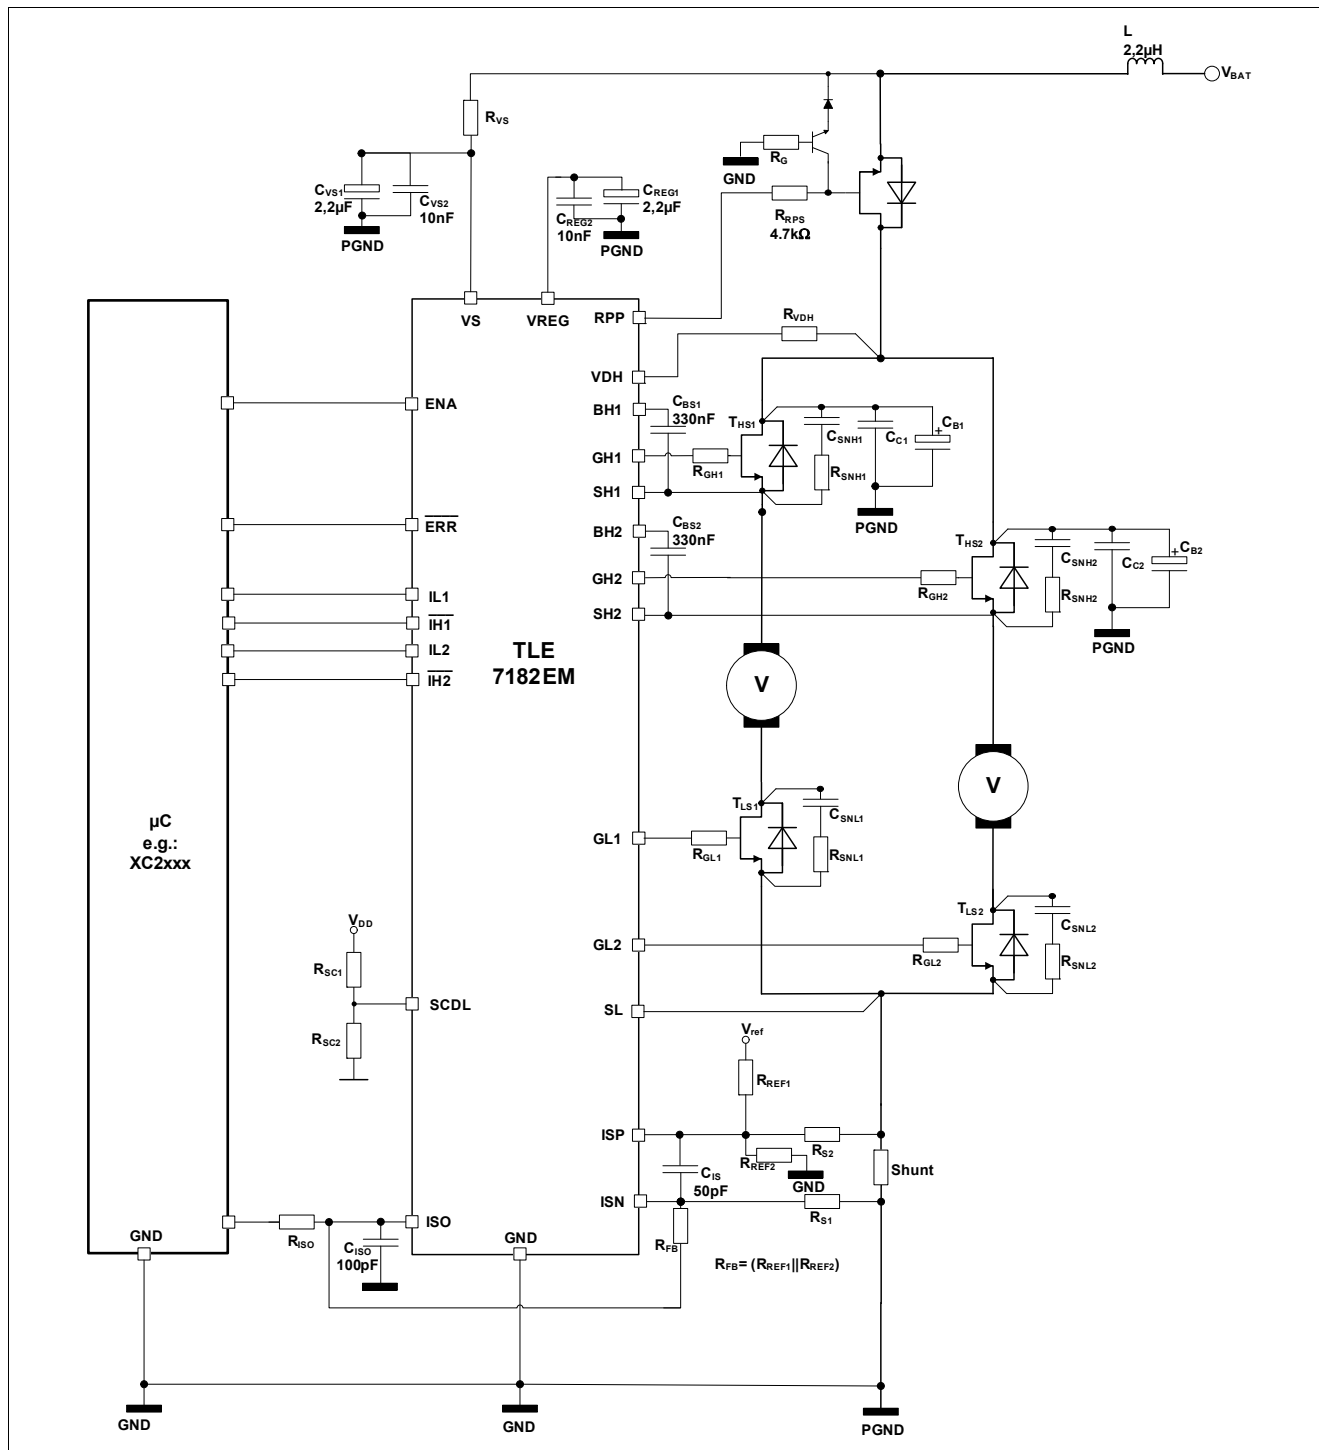 L
2,2µH
VBAT
RVS
RG
GND
CVS1
2,2µF
CVS2
10nF
PGND
CREG1
2,2µF
CREG2
10nF
PGND
RRPS
4.7kΩ
VS
VREG
RPP
RVDH
VDH
ENA
BH1
CBS1
330nF
THS1
CSNH1
CC1
+
CB1
GH1
RGH1
RSNH1
SH1
PGND
ERR
BH2
CBS2
330nF
THS2
CSNH2
CC2
+
CB2
GH2
RGH2
RSNH2
IL1
IH1
SH2
IL2
IH2
PGND
TLE
7182EM
V
V
µC
e.g.:
XC2xxx
TLS1
CSNL1
GL1
RGL1
RSNL1
TLS2
CSNL2
VDD
GL2
RGL2
RSNL2
RSC1
SCDL
SL
RSC2
Vref
RREF1
ISP
RS2
RREF2
GND
Shunt
CIS
50pF
ISN
RS1
ISO
RISO
CISO
100pF
RFB
GND
GND
RFB= (RREF1||RREF2)
GND
GND
PGND